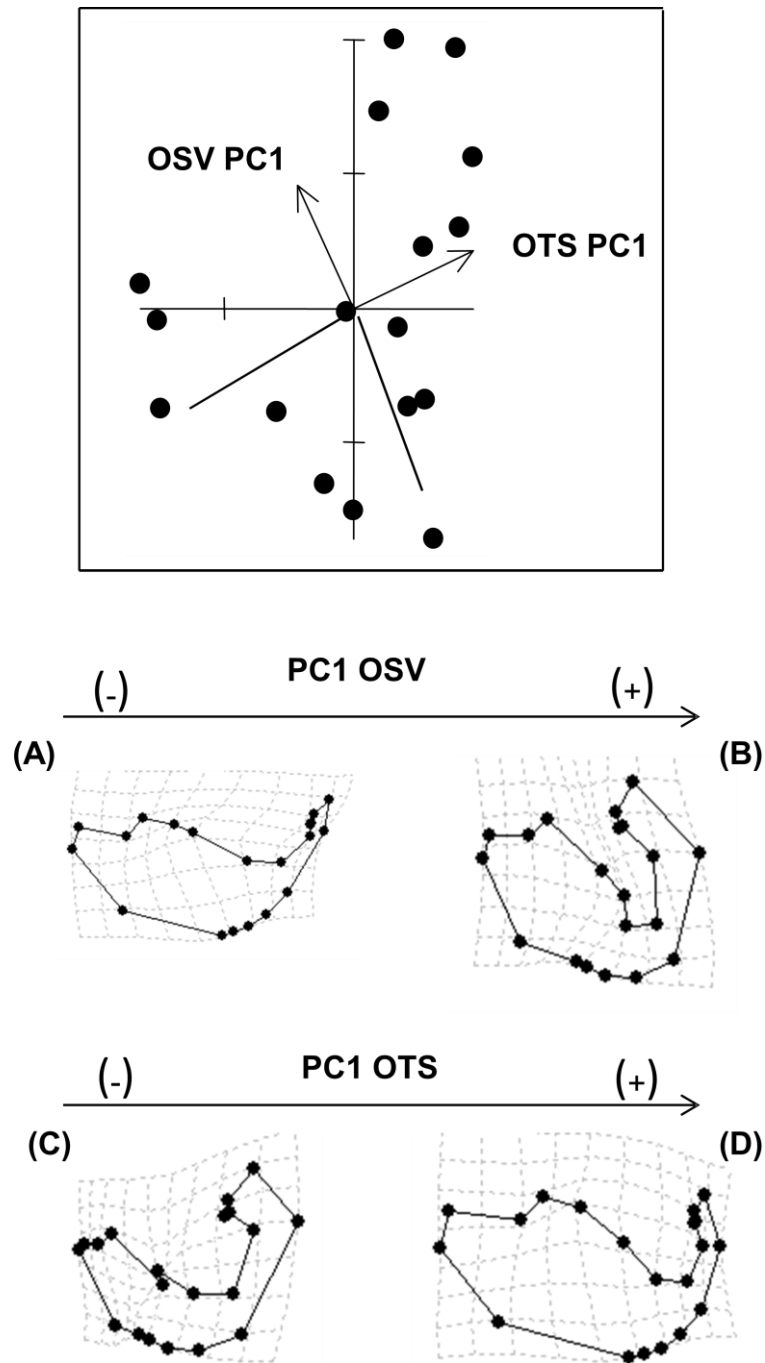 OSV PC1
OTS PC1
PC1 OSV
(-)
(+)
(A)
(B)
PC1 OTS
(-)
(+)
(C)
(D)